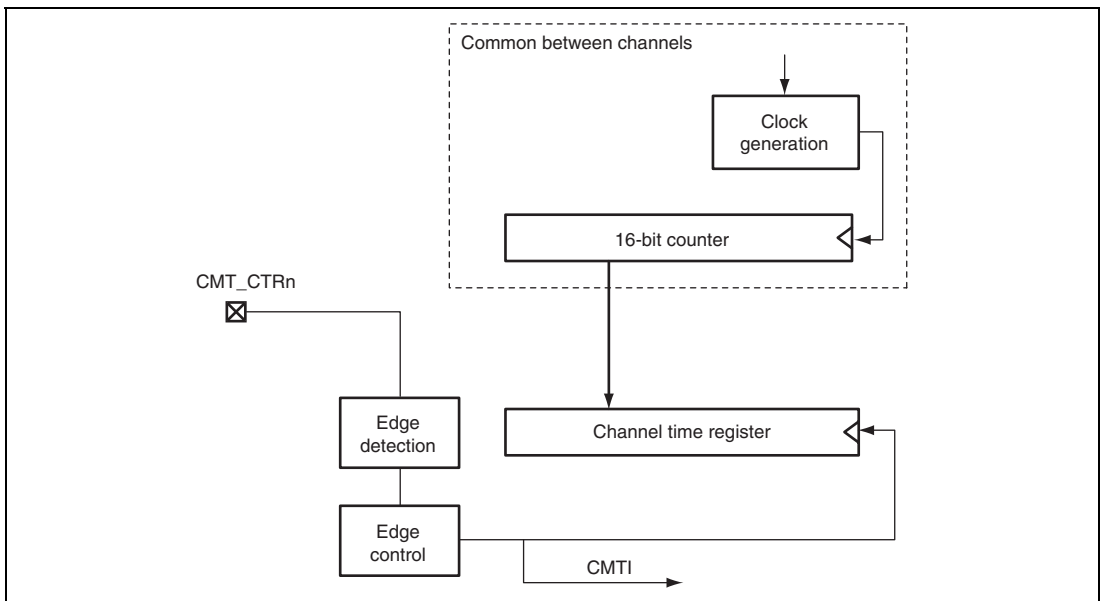 Common between channels
Clock
generation
16-bit counter
CMT_CTRn
Edge
detection
Channel time register
Edge
control
CMTI